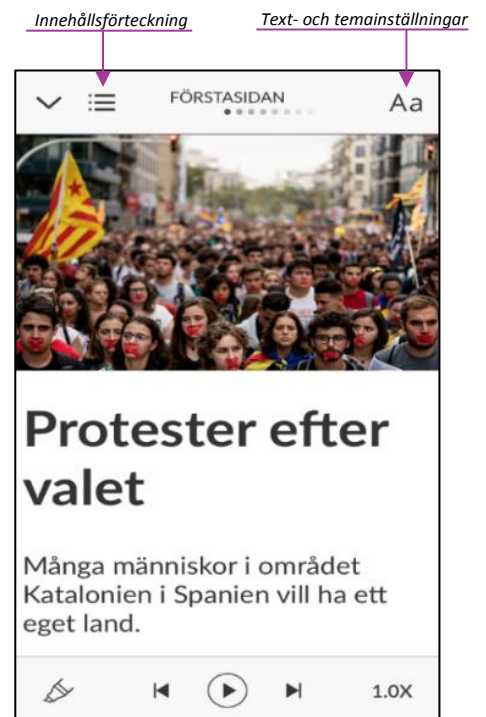 Innehållsförteckning
Text- och temainställningar
FÖRSTASIDAN
Aa
Protester efter
valet
Många människor i området
Katalonien i Spanien vill ha ett
eget land.
1.0X